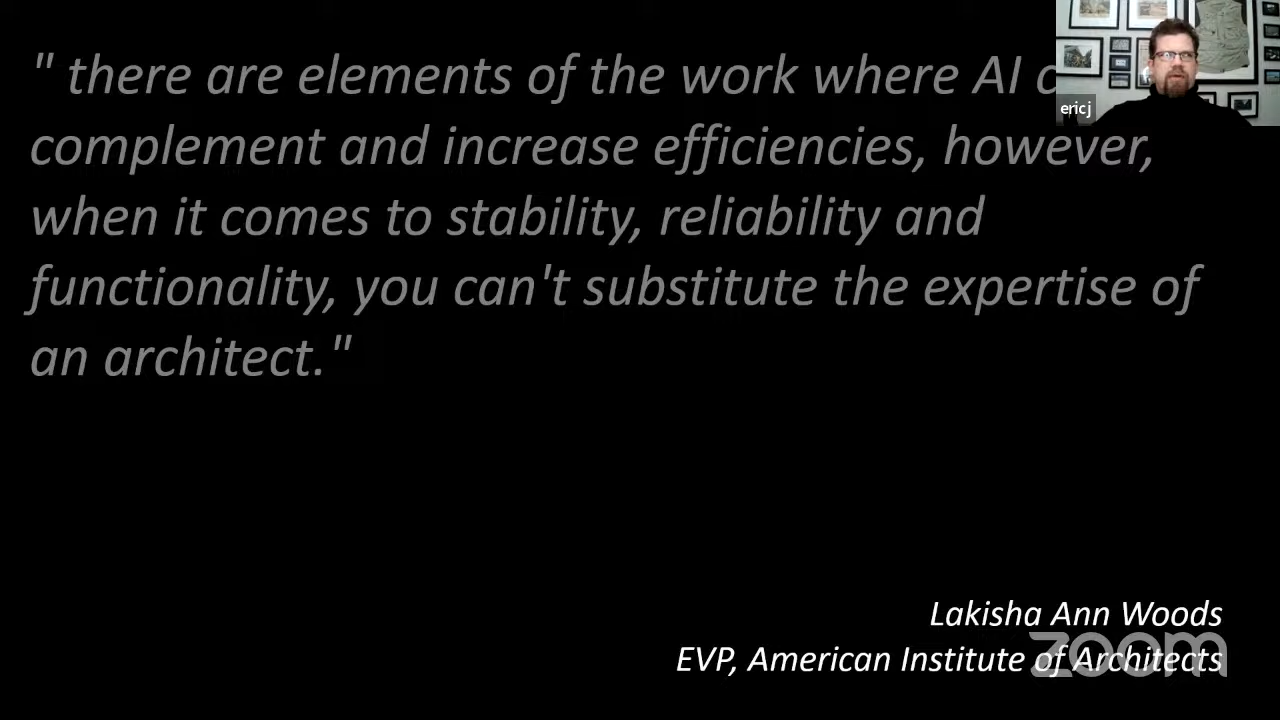 " there are elements of the work where AI
complement and increase efficiencies, however,
when it comes to stability, reliability and
functionality, you can't substitute the expertise of
an architect."
ericj
Lakisha Ann Woods
EVP, American Institute of Architects
zoom